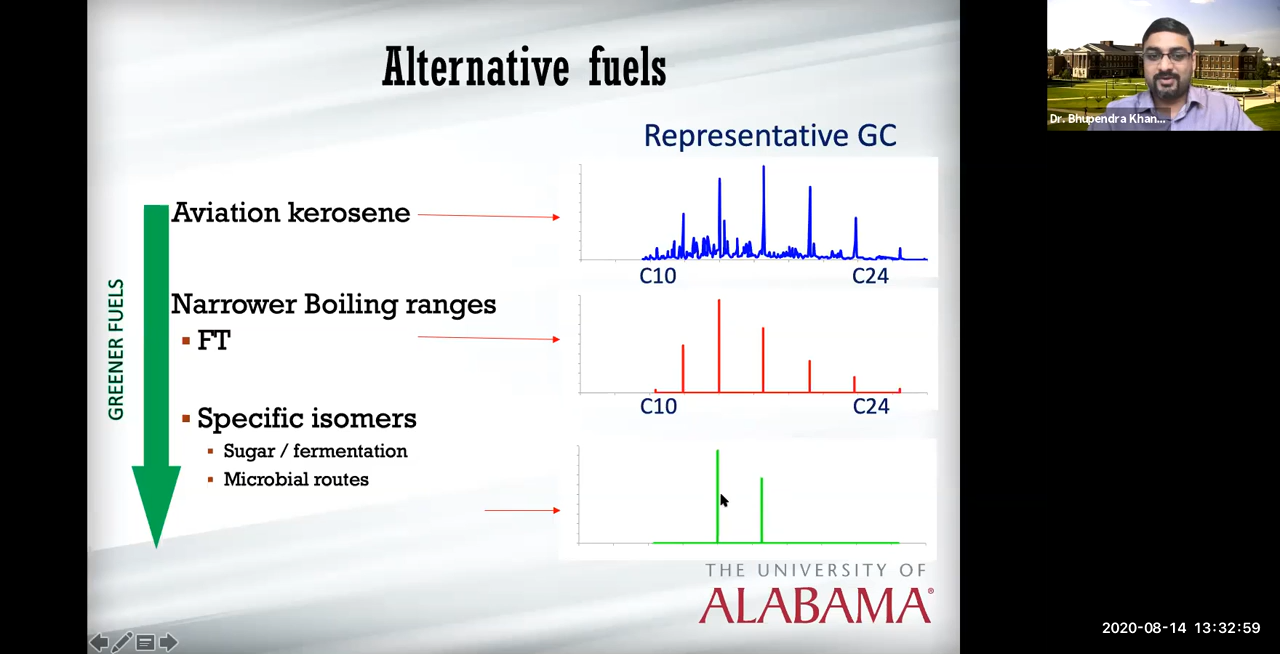 Alternative fuels
Representative GC
Aviation kerosene
C10 C24
Narrower Boiling ranges
FT
C10 C24
Specific isomers
Sugar / fermentation
Microbial routes
GREENER FUELS
THE UNIVERSITY OF
ALABAMA®
Dr. Bhupendra Khan...
2020-08-14 13:32:59